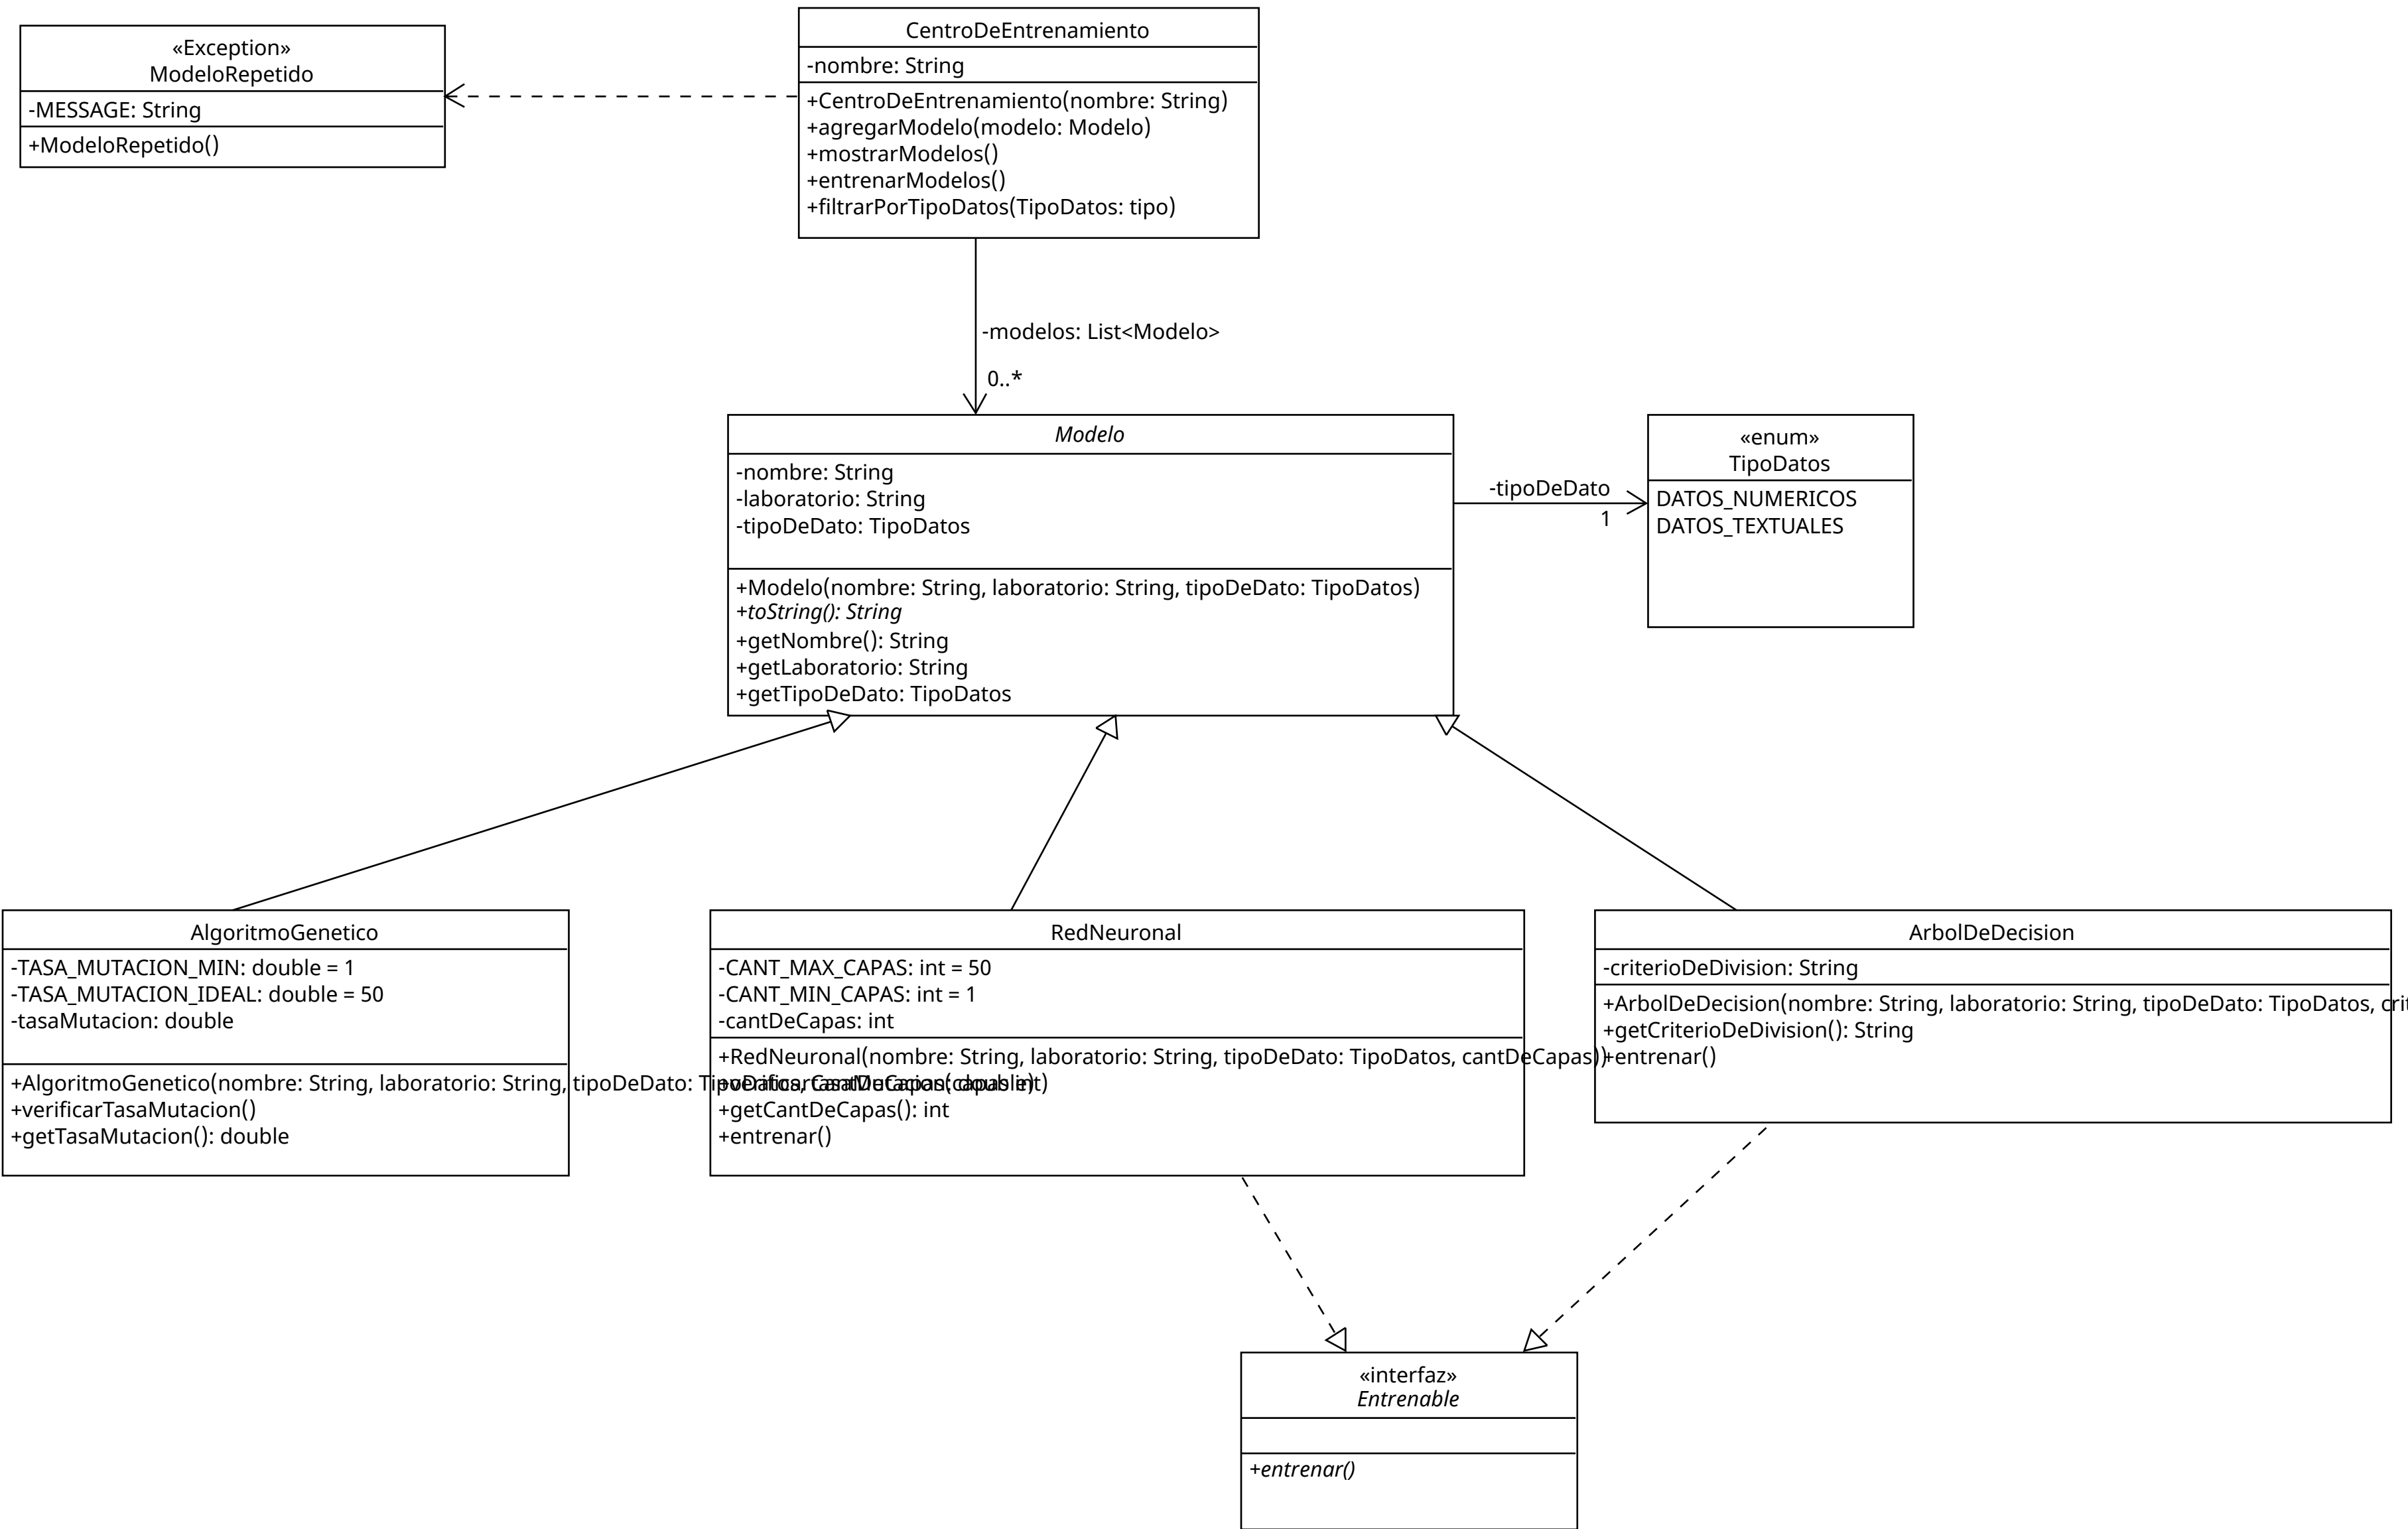 «Exception»
ModeloRepetido
-MESSAGE: String
+ModeloRepetido()
CentroDeEntrenamiento
-nombre: String
+CentroDeEntrenamiento(nombre: String)
+agregarModelo(modelo: Modelo)
+mostrarModelos()
+entrenarModelos()
+filtrarPorTipoDatos(TipoDatos: tipo)
-modelos: List<Modelo>
0..*
Modelo
-nombre: String
-laboratorio: String
-tipoDeDato: TipoDatos
+Modelo(nombre: String, laboratorio: String, tipoDeDato: TipoDatos)
+toString(): String
+getNombre(): String
+getLaboratorio: String
+getTipoDeDato: TipoDatos
-tipoDeDato
1
«enum»
TipoDatos
DATOS_NUMERICOS
DATOS_TEXTUALES
AlgoritmoGenetico
-TASA_MUTACION_MIN: double = 1
-TASA_MUTACION_IDEAL: double = 50
-tasaMutacion: double
+AlgoritmoGenetico(nombre: String, laboratorio: String, tipoDeDato: TipoDatos, tasaMutacion: double)
+verificarTasaMutacion()
+getTasaMutacion(): double
RedNeuronal
-CANT_MAX_CAPAS: int = 50
-CANT_MIN_CAPAS: int = 1
-cantDeCapas: int
+RedNeuronal(nombre: String, laboratorio: String, tipoDeDato: TipoDatos, cantDeCapas))
+verificarCantDeCapas(capas int)
+getCantDeCapas(): int
+entrenar()
ArbolDeDecision
-criterioDeDivision: String
+ArbolDeDecision(nombre: String, laboratorio: String, tipoDeDato: TipoDatos,
+getCriterioDeDivision(): String
+entrenar()
«interfaz»
Entrenable
+entrenar()